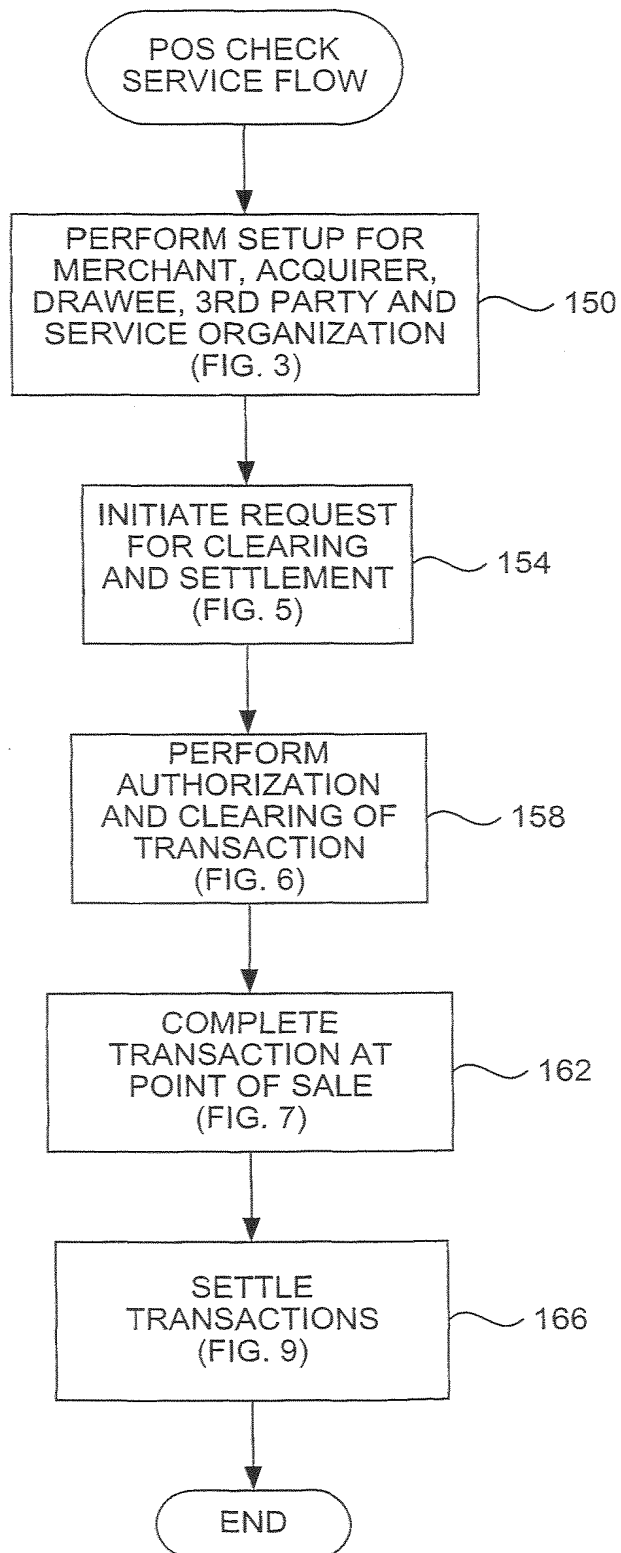 POS CHECK
SERVICE FLOW
PERFORM SETUP FOR
MERCHANT, ACQUIRER,
DRAWEE, 3RD PARTY AND
SERVICE ORGANIZATION
(FIG. 3)
150
INITIATE REQUEST
FOR CLEARING
AND SETTLEMENT
(FIG. 5)
154
PERFORM
AUTHORIZATION
AND CLEARING OF
TRANSACTION
(FIG. 6)
158
COMPLETE
TRANSACTION AT
POINT OF SALE
(FIG. 7)
162
SETTLE
TRANSACTIONS
(FIG. 9)
166
END